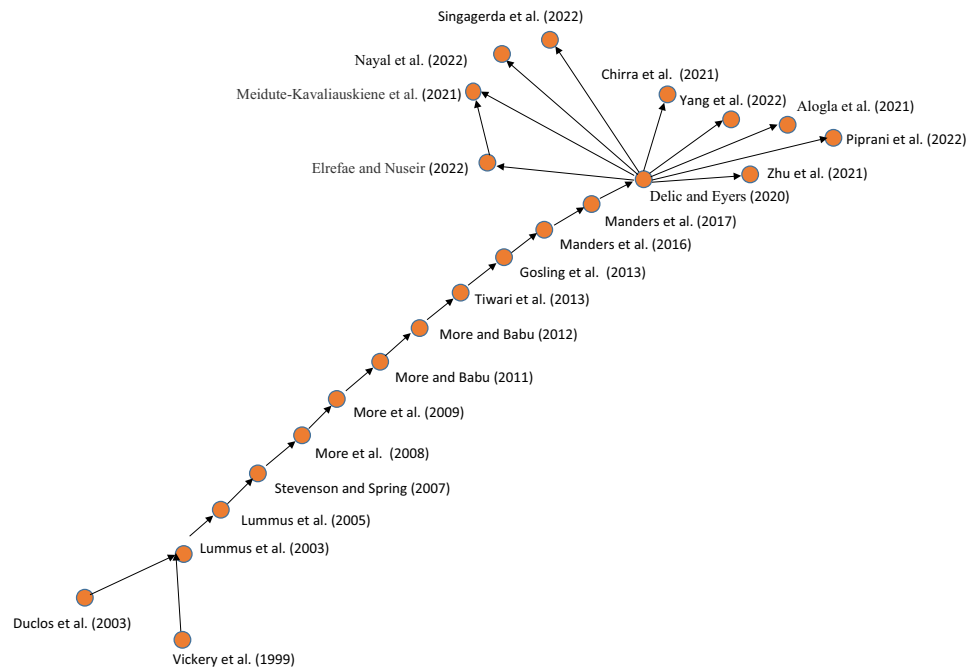 Singagerda et al. (2022)
Nayal et al. (2022)
Chirra et al. (2021)
Meidute-Kavaliauskiene et al. (2021)
Yang et al. (2022)
Alogla et al. (2021)
Piprani et al. (2022)
Elrefae and Nuseir (2022)
Zhu et al. (2021)
Delic and Eyers (2020)
Manders et al. (2017)
Manders et al. (2016)
Gosling et al. (2013)
Tiwari et al. (2013)
More and Babu (2012)
More and Babu (2011)
More et al. (2009)
More et al. (2008)
Stevenson and Spring (2007)
Lummus et al. (2005)
Lummus et al. (2003)
Duclos et al. (2003)
Vickery et al. (1999)